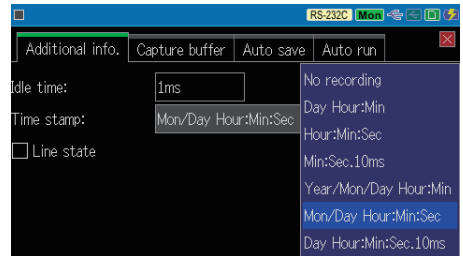 RS-232C Mon
Additional info. Capture buffer Auto save Auto run
Idle time: 1ms
Time stamp: Mon/Day Hour:Min:Sec
Line state
No recording
Day Hour:Min
Hour:Min:Sec
Min:Sec.10ms
Year/Mon/Day Hour:Min
Mon/Day Hour:Min:Sec
Day Hour:Min:Sec.10ms